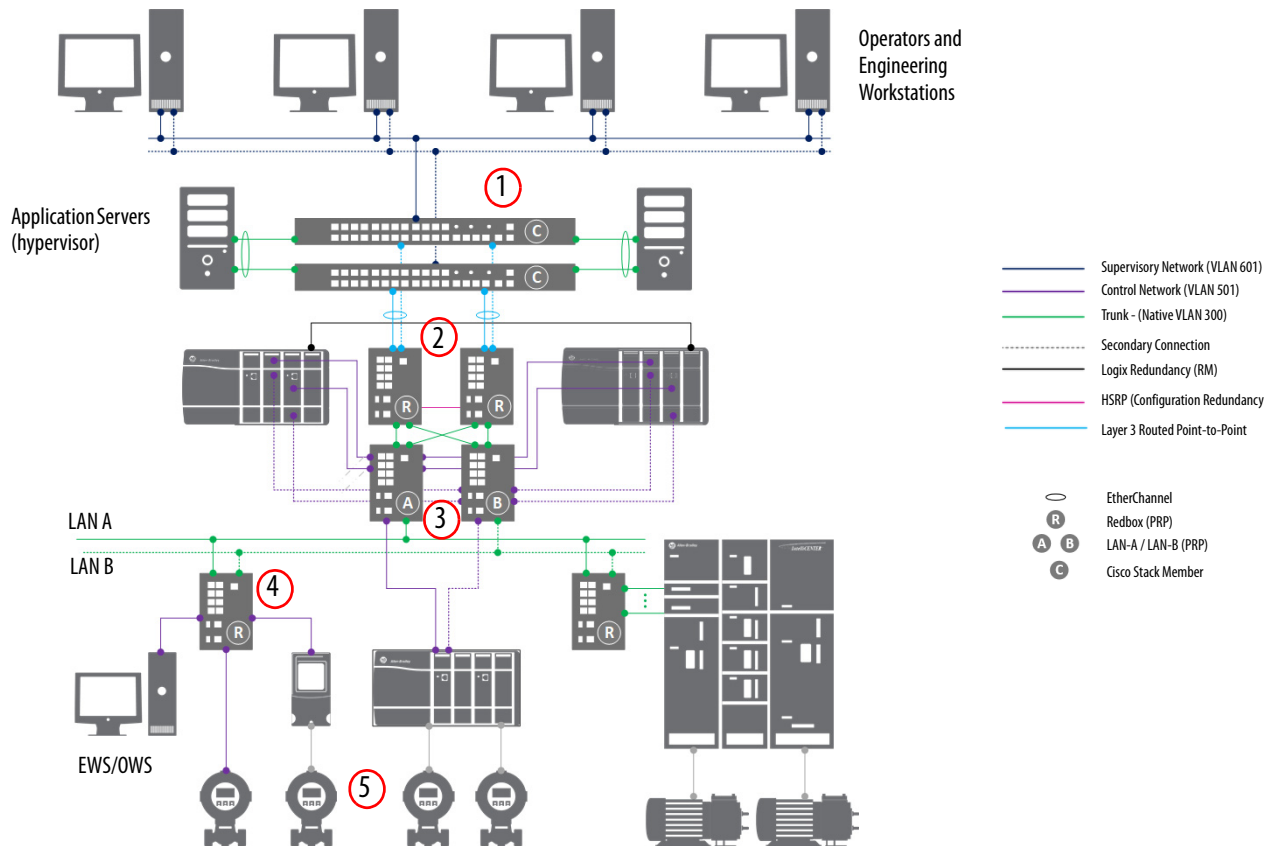 Operators and
Engineering
Workstations
1
Application Servers
(hypervisor)
C
C
Supervisory Network (VLAN 601)
Control Network (VLAN 501)
Trunk - (Native VLAN 300)
Secondary Connection
Logix Redundancy (RM)
HSRP (Configuration Redundancy
Layer 3 Routed Point-to-Point
2
R
R
A
B
3
EtherChannel
R
Redbox (PRP)
A
B
LAN-A / LAN-B (PRP)
C
Cisco Stack Member
LAN A
LAN B
4
R
R
EWS/OWS
5